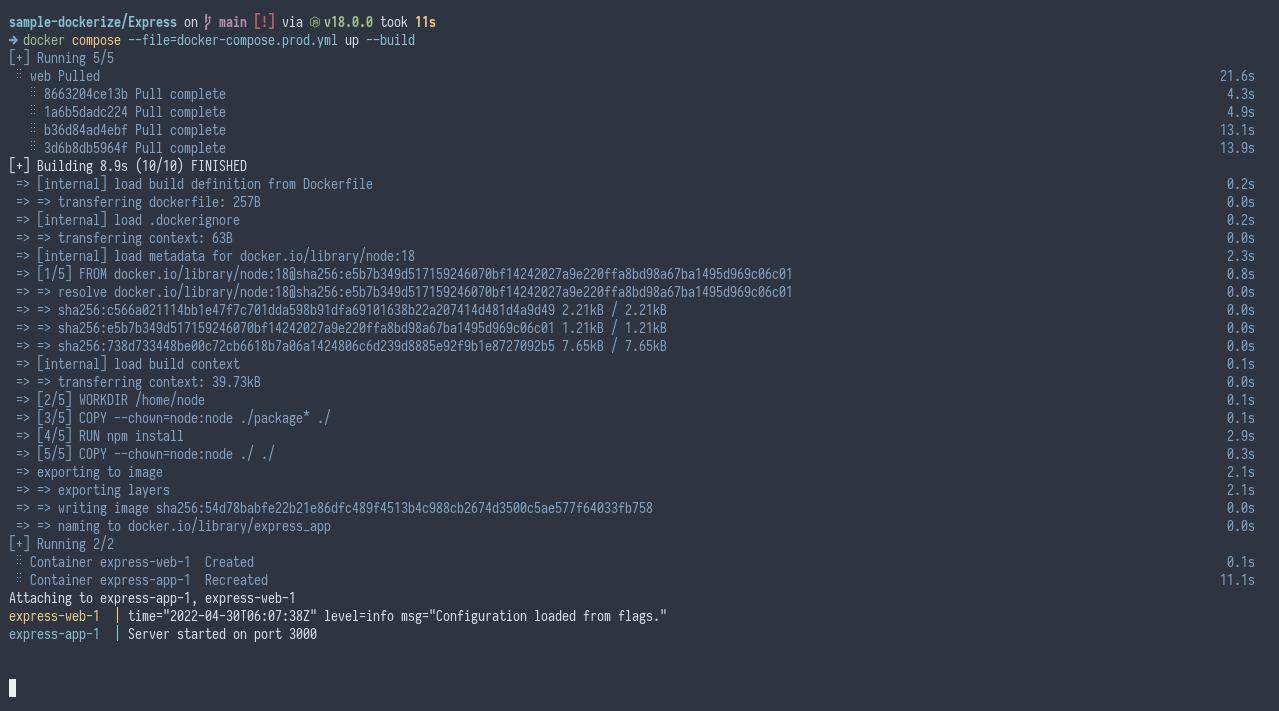 sample-dockerize/Express on main [!] via v18.0.0 took 11s
➜ docker compose --file=docker-compose.prod.yml up --build
[+] Running 5/5
⠿ web Pulled 21.6s
⠿ 8663204ce13b Pull complete 4.3s
⠿ 1a6b5dadc224 Pull complete 4.9s
⠿ b36d84ad4ebf Pull complete 13.1s
⠿ 3d6b8db5964f Pull complete 13.9s
[+] Building 8.9s (10/10) FINISHED
=> [internal] load build definition from Dockerfile 0.2s
=> => transferring dockerfile: 257B 0.0s
=> [internal] load .dockerignore 0.2s
=> => transferring context: 63B 0.0s
=> [internal] load metadata for docker.io/library/node:18 2.3s
=> [1/5] FROM docker.io/library/node:18@sha256:e5b7b349d517159246070bf14242027a9e220ffa8bd98a67ba1495d969c06c01 0.8s
=> => resolve docker.io/library/node:18@sha256:e5b7b349d517159246070bf14242027a9e220ffa8bd98a67ba1495d969c06c01 0.0s
=> => sha256:c566a021114bb1e47f7c701dda598b91dfa69101638b22a207414d481d4a9d49 2.21kB / 2.21kB 0.0s
=> => sha256:e5b7b349d517159246070bf14242027a9e220ffa8bd98a67ba1495d969c06c01 1.21kB / 1.21kB 0.0s
=> => sha256:738d733448be00c72cb6618b7a06a1424806c6d239d8885e92f9b1e8727092b5 7.65kB / 7.65kB 0.0s
=> [internal] load build context 0.1s
=> => transferring context: 39.73kB 0.0s
=> [2/5] WORKDIR /home/node 0.1s
=> [3/5] COPY --chown=node:node ./package* ./ 0.1s
=> [4/5] RUN npm install 2.9s
=> [5/5] COPY --chown=node:node ./ ./ 0.3s
=> exporting to image 2.1s
=> => exporting layers 2.1s
=> => writing image sha256:54d78babfe22b21e86dfc489f4513b4c988cb2674d3500c5ae577f64033fb758 0.0s
=> => naming to docker.io/library/express_app 0.0s
[+] Running 2/2
⠿ Container express-web-1 Created 0.1s
⠿ Container express-app-1 Recreated 11.1s
Attaching to express-app-1, express-web-1
express-web-1 | time="2022-04-30T06:07:38Z" level=info msg="Configuration loaded from flags."
express-app-1 | Server started on port 3000